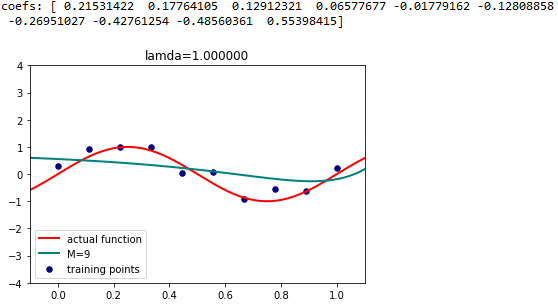 coefs: [ 0.21531422  0.17764105  0.12912321  0.06577677 -0.01779162 -0.12808858
 -0.26951027 -0.42761254 -0.48560361  0.55398415]
lamda=1.000000
4
3
2
1
0
−1
−2
−3
−4
actual function
M=9
training points
0.0 0.2 0.4 0.6 0.8 1.0